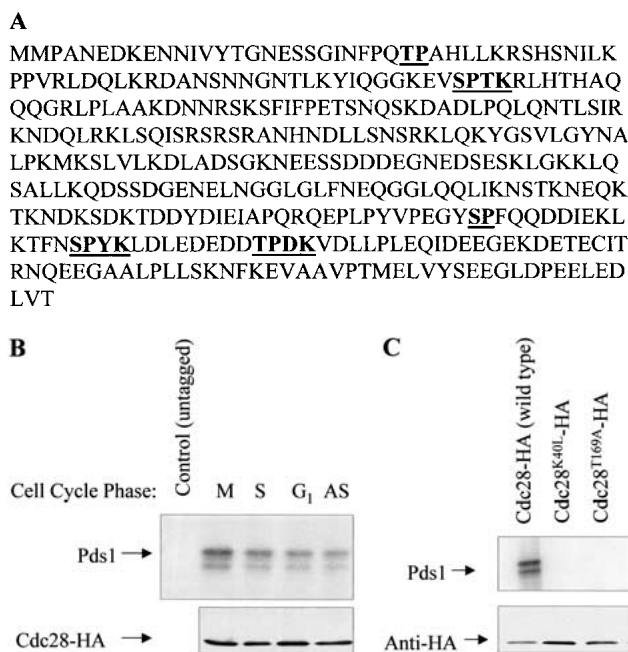 A
MMPANEDKENNIVYTGNESSGINFPQTPAHLLKRSHSNILK
PPVRLDQLKRDANSNNGNTLKYIQGGKEVSPTKRLHTHAQ
QQGRLPLAAKDNNRSKSFIFPETSNQSKDADLPQLQNTLSIR
KNDQLRKLSQISRSRSRANHNDLLSNSRKLQKYGSVLGYNA
LPKMKSLVLKDLADSGKNEESSDDDEGNEDSESKLGKKLQ
SALLKQDSSDGENELNGGLGLFNEQGGLQQLIKNSTKNEQK
TKNDKSDKTDDYDIEIAPQRQEPLPYVPEGYSPFQQDDIEKL
KTFNSPYKLDLEDEDDTPDKVDLLPLEQIDEEGEKDETECIT
RNQEEGAALPLLSKNFKEVAAVPTMELVYSEEGLDPEELED
LVT
B
Control (untagged)
Cell Cycle Phase: M S G1 AS
Pds1
Cdc28-HA
C
Cdc28-HA (wild type)
Cdc28K40L-HA
Cdc28T169A-HA
Pds1
Anti-HA